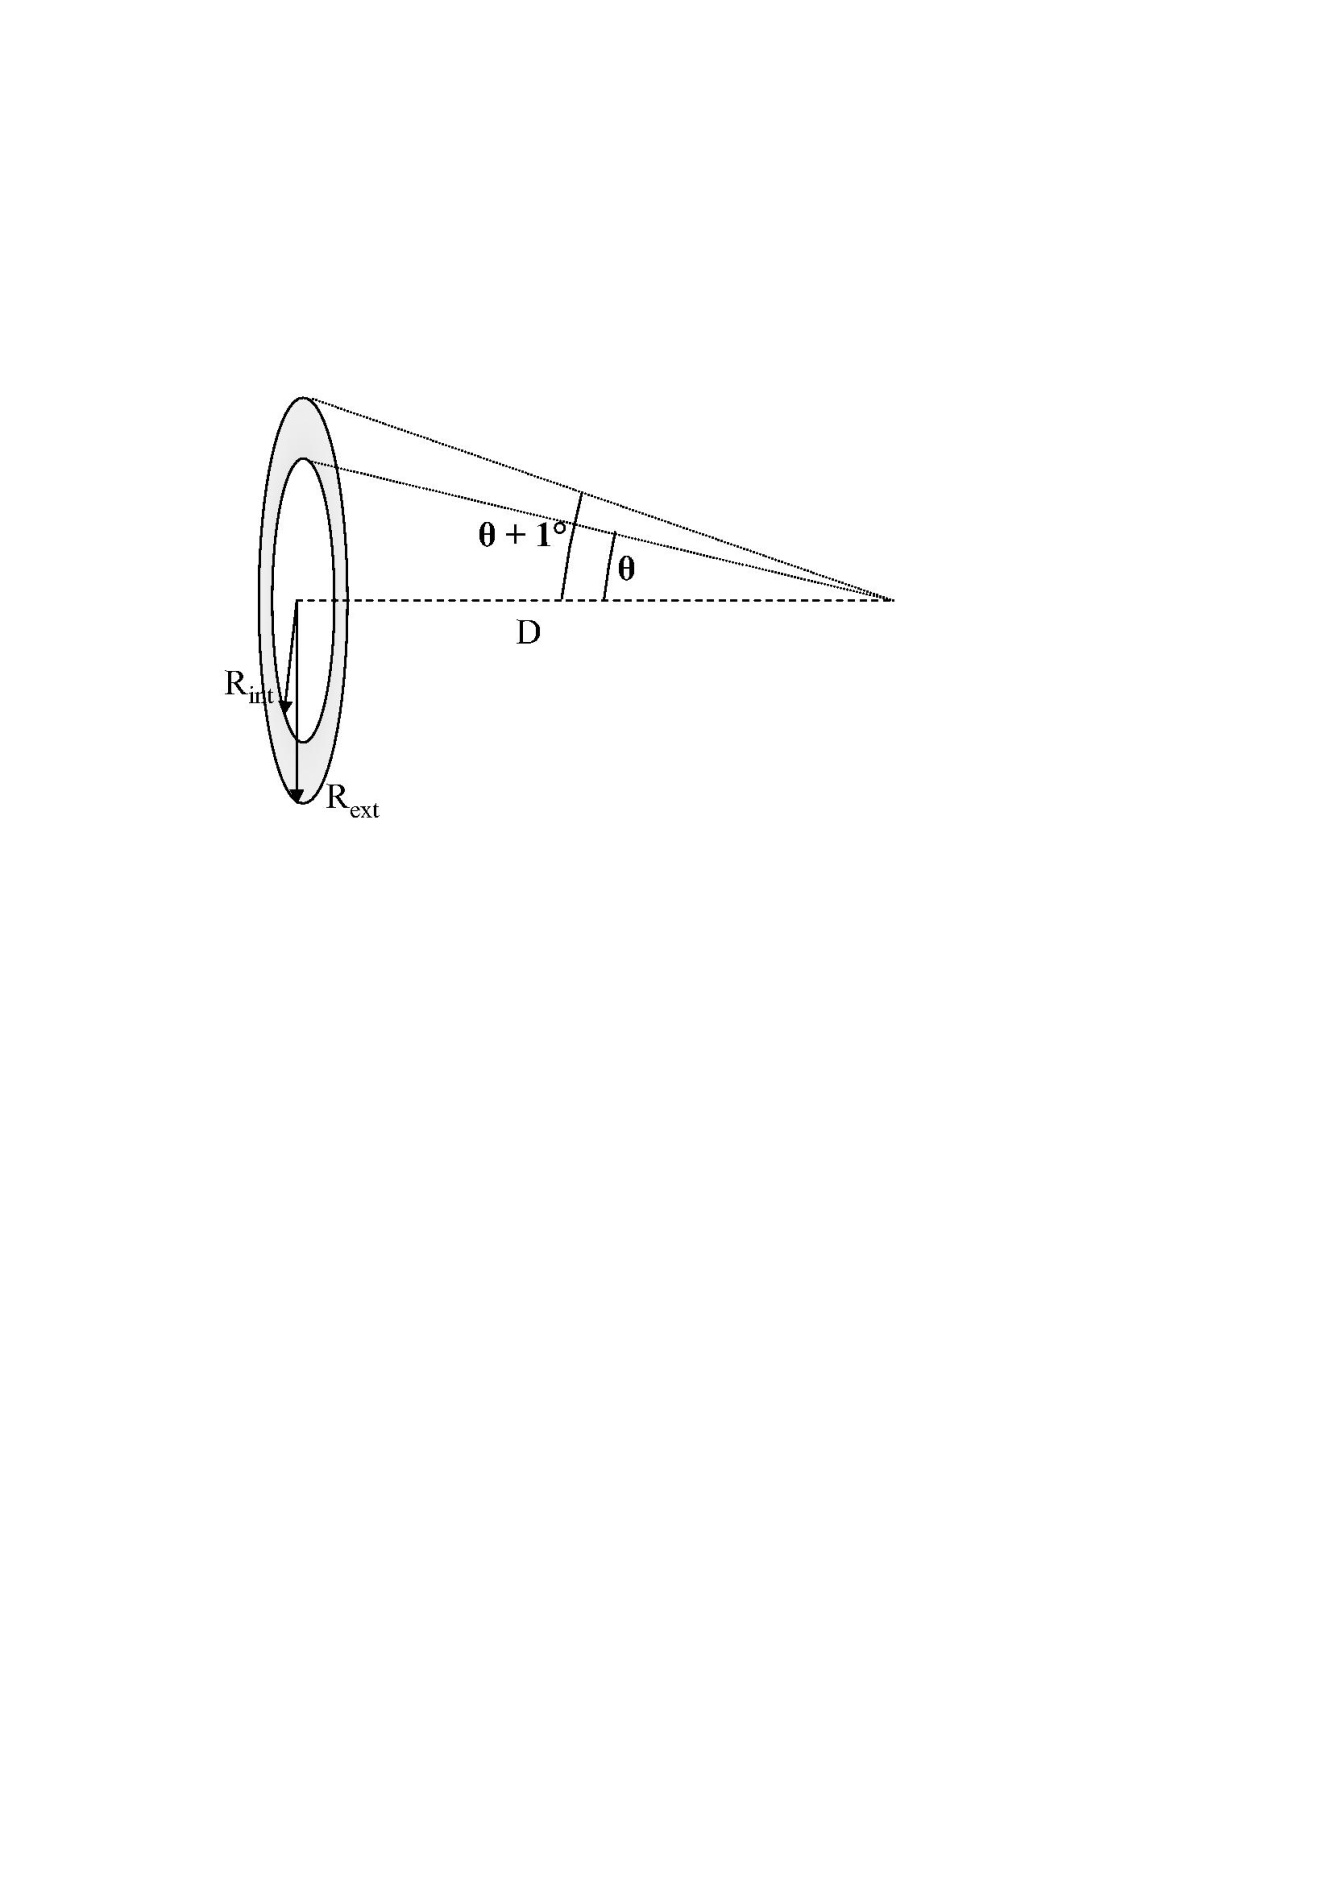 θ + 1°
θ
D
R_int
R_ext